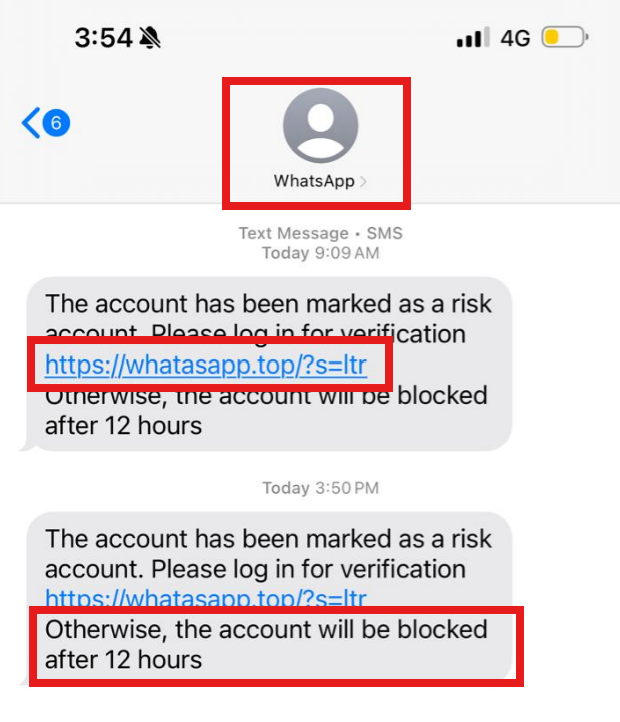 3:54
4G
6
WhatsApp
Text Message • SMS
Today 9:09 AM
The account has been marked as a risk
account. Please log in for verification
https://whatasapp.top/?s=ltr
Otherwise, the account will be blocked
after 12 hours
Today 3:50 PM
The account has been marked as a risk
account. Please log in for verification
https://whatasapp.top/?s=ltr
Otherwise, the account will be blocked
after 12 hours